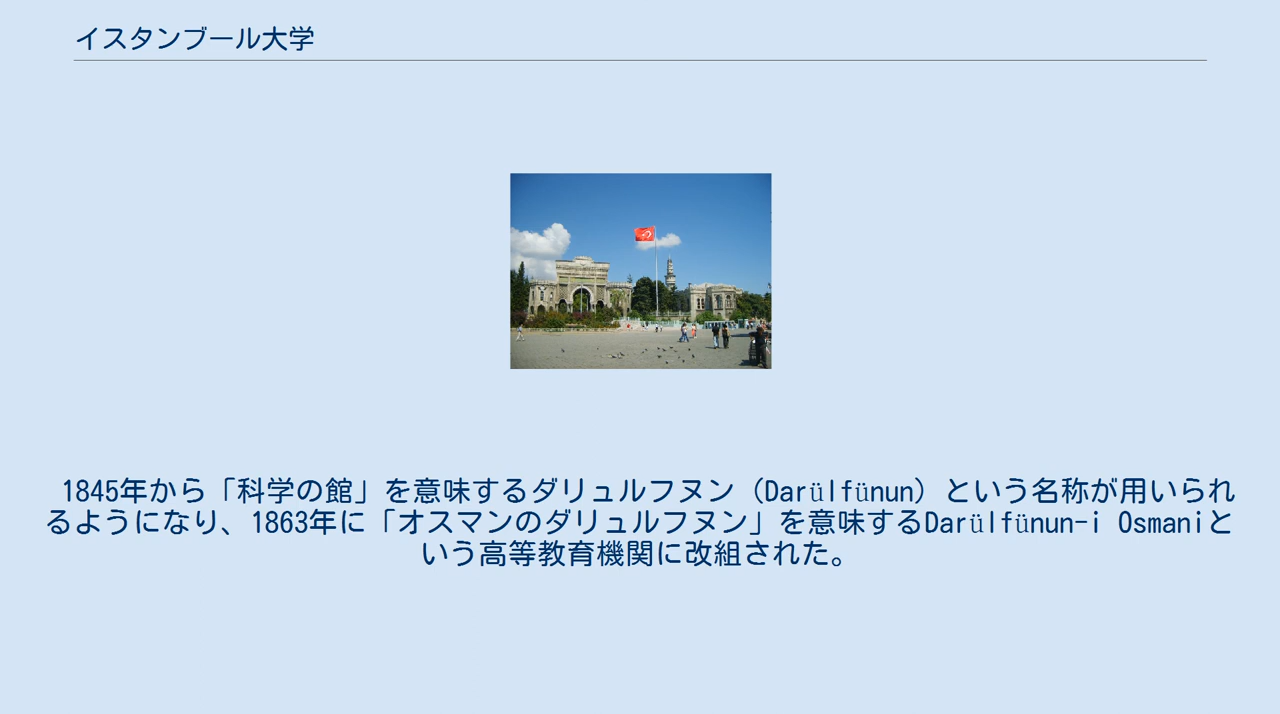 イスタンブール大学
1845年から「科学の館」を意味するダリュルフヌン（Darülfünun）という名称が用いられ
るようになり、1863年に「オスマンのダリュルフヌン」を意味するDarülfünun-i Osmaniと
いう高等教育機関に改組された。